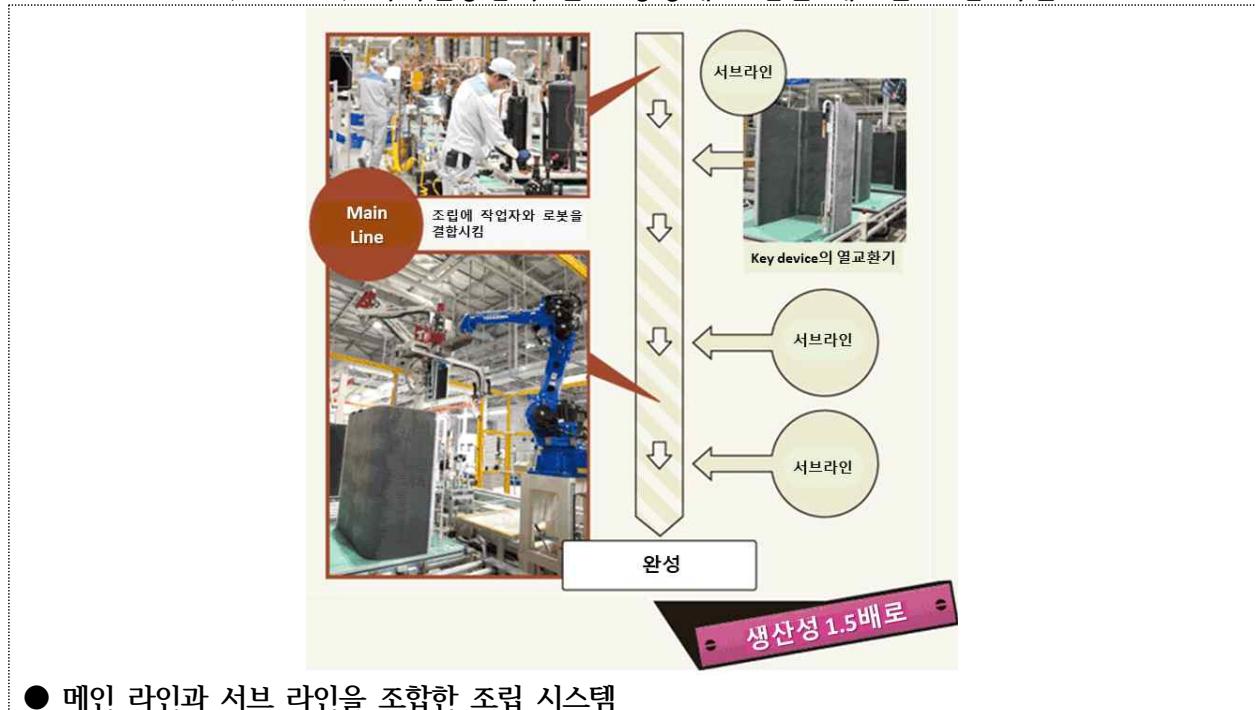 서브라인
Main
Line
조립에 작업자와 로봇을
결합시킴
Key device의 열교환기
서브라인
서브라인
완성
생산성 1.5배로
● 메인 라인과 서브 라인을 조합한 조립 시스템